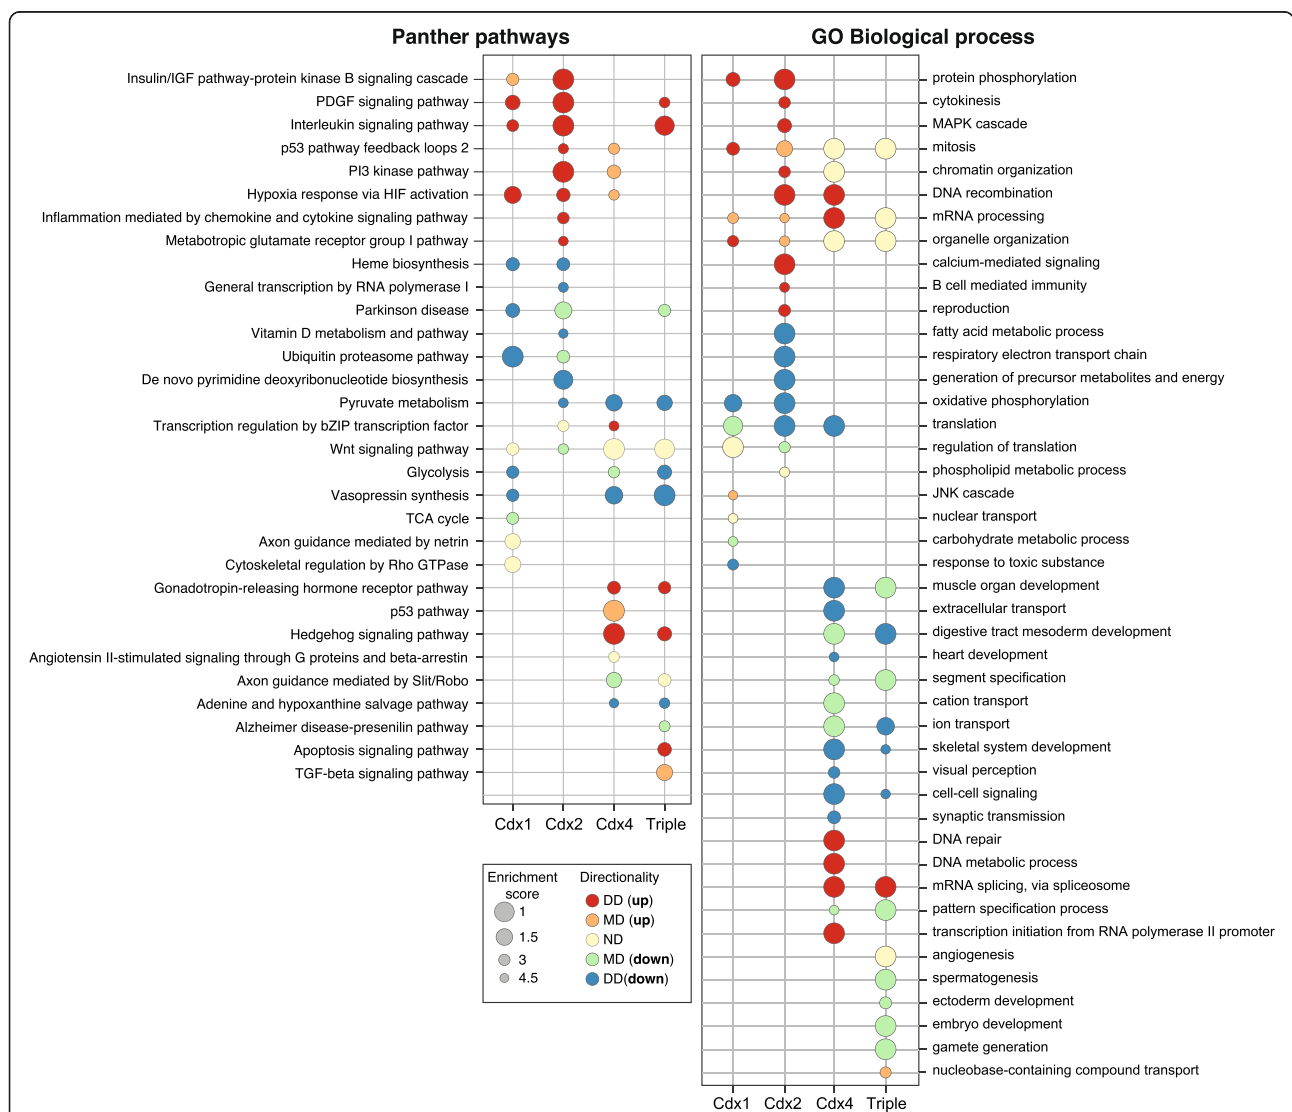 Panther pathways
Insulin/IGF pathway-protein kinase B signaling cascade
PDGF signaling pathway
Interleukin signaling pathway
p53 pathway feedback loops 2
PI3 kinase pathway
Hypoxia response via HIF activation
Inflammation mediated by chemokine and cytokine signaling pathway
Metabotropic glutamate receptor group I pathway
Heme biosynthesis
General transcription by RNA polymerase I
Parkinson disease
Vitamin D metabolism and pathway
Ubiquitin proteasome pathway
De novo pyrimidine deoxyribonucleotide biosynthesis
Pyruvate metabolism
Transcription regulation by bZIP transcription factor
Wnt signaling pathway
Glycolysis
Vasopressin synthesis
TCA cycle
Axon guidance mediated by netrin
Cytoskeletal regulation by Rho GTPase
Gonadotropin-releasing hormone receptor pathway
p53 pathway
Hedgehog signaling pathway
Angiotensin II-stimulated signaling through G proteins and beta-arrestin
Axon guidance mediated by Slit/Robo
Adenine and hypoxanthine salvage pathway
Alzheimer disease-presenilin pathway
Apoptosis signaling pathway
TGF-beta signaling pathway
Cdx1 Cdx2 Cdx4 Triple
Enrichment
score
1
1.5
3
4.5
Directionality
DD (up)
MD (up)
ND
MD (down)
DD(down)
GO Biological process
protein phosphorylation
cytokinesis
MAPK cascade
mitosis
chromatin organization
DNA recombination
mRNA processing
organelle organization
calcium-mediated signaling
B cell mediated immunity
reproduction
fatty acid metabolic process
respiratory electron transport chain
generation of precursor metabolites and energy
oxidative phosphorylation
translation
regulation of translation
phospholipid metabolic process
JNK cascade
nuclear transport
carbohydrate metabolic process
response to toxic substance
muscle organ development
extracellular transport
digestive tract mesoderm development
heart development
segment specification
cation transport
ion transport
skeletal system development
visual perception
cell-cell signaling
synaptic transmission
DNA repair
DNA metabolic process
mRNA splicing, via spliceosome
pattern specification process
transcription initiation from RNA polymerase II promoter
angiogenesis
spermatogenesis
ectoderm development
embryo development
gamete generation
nucleobase-containing compound transport
Cdx1 Cdx2 Cdx4 Triple